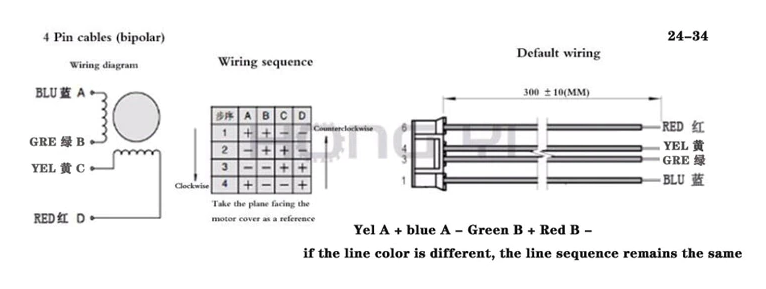 4 Pin cables (bipolar)
24-34
Wiring diagram
Wiring sequence
Default wiring
BLU 蓝 A
GRE 绿 B
YEL 黄 C
RED 红 D
步序 A B C D
1 + + - -
2 - + + -
3 - - + +
4 + - - +
Counterclockwise
Clockwise
Take the plane facing the
motor cover as a reference
300 ±10(MM)
6 RED 红
4 YEL 黄
3 GRE 绿
1 BLU 蓝
Yel A + blue A - Green B + Red B -
if the line color is different, the line sequence remains the same